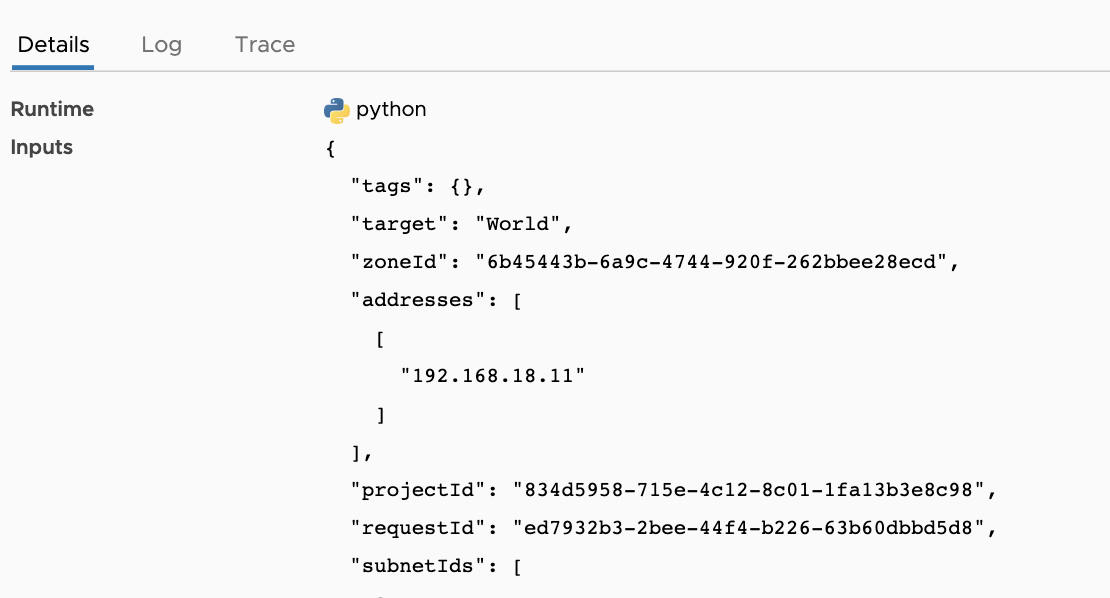 Details Log Trace
Runtime python
Inputs {
"tags": {},
"target": "World",
"zoneId": "6b45443b-6a9c-4744-920f-262bbee28ecd",
"addresses": [
[
"192.168.18.11"
]
],
"projectId": "834d5958-715e-4c12-8c01-1fa13b3e8c98",
"requestId": "ed7932b3-2bee-44f4-b226-63b60dbbd5d8",
"subnetIds": [